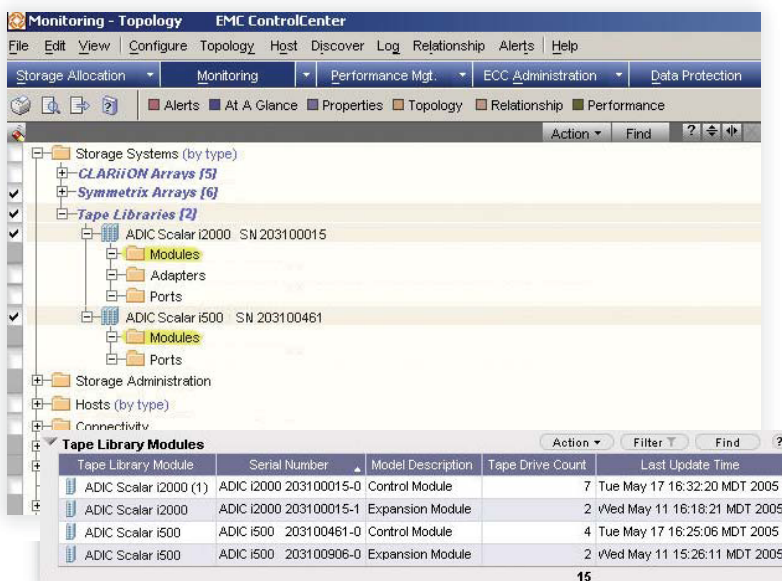 Monitoring - Topology EMC ControlCenter
File Edit View Configure Topology Host Discover Log Relationship Alerts Help
Storage Allocation Monitoring Performance Mgt. ECC Administration Data Protection
Alerts At A Glance Properties Topology Relationship Performance
Action Find ?
Storage Systems (by type)
CLARiiON Arrays {5}
Symmetrix Arrays {6}
Tape Libraries {2}
ADIC Scalar i2000 SN 203100015
Modules
Adapters
Ports
ADIC Scalar i500 SN 203100461
Modules
Ports
Storage Administration
Hosts (by type)
Connectivity
Tape Library Modules Action Filter Find ?
Tape Library Module Serial Number Model Description Tape Drive Count Last Update Time
ADIC Scalar i2000 (1) ADIC i2000 203100015-0 Control Module 7 Tue May 17 16:32:20 MDT 2005
ADIC Scalar i2000 ADIC i2000 203100015-1 Expansion Module 2 Wed May 11 16:18:21 MDT 2005
ADIC Scalar i500 ADIC i500 203100461-0 Control Module 4 Tue May 17 16:25:06 MDT 2005
ADIC Scalar i500 ADIC i500 203100906-0 Expansion Module 2 Wed May 11 15:26:11 MDT 2005
15